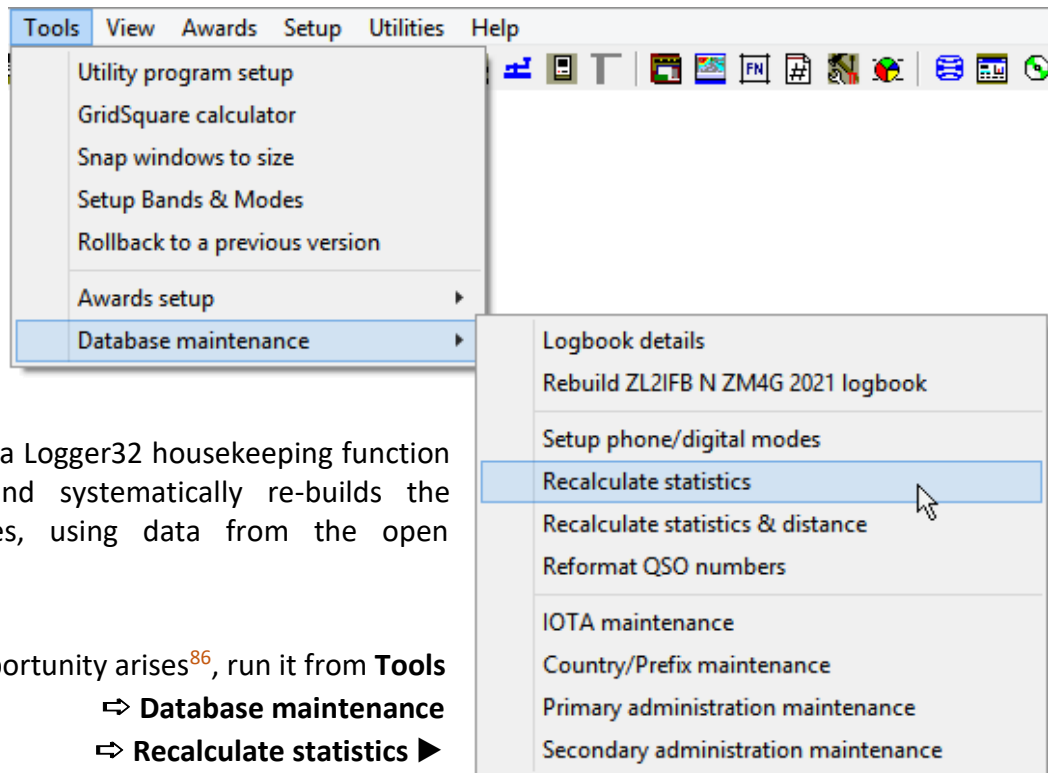 Tools View Awards Setup Utilities Help
FN #
Utility program setup
GridSquare calculator
Snap windows to size
Setup Bands & Modes
Rollback to a previous version
Awards setup
Database maintenance
Logbook details
Rebuild ZL2IFB N ZM4G 2021 logbook
Setup phone/digital modes
Recalculate statistics
Recalculate statistics & distance
Reformat QSO numbers
IOTA maintenance
Country/Prefix maintenance
Primary administration maintenance
Secondary administration maintenance
a Logger32 housekeeping function
nd systematically re-builds the
es, using data from the open
portunity arises86, run it from Tools
⇨ Database maintenance
⇨ Recalculate statistics ▶